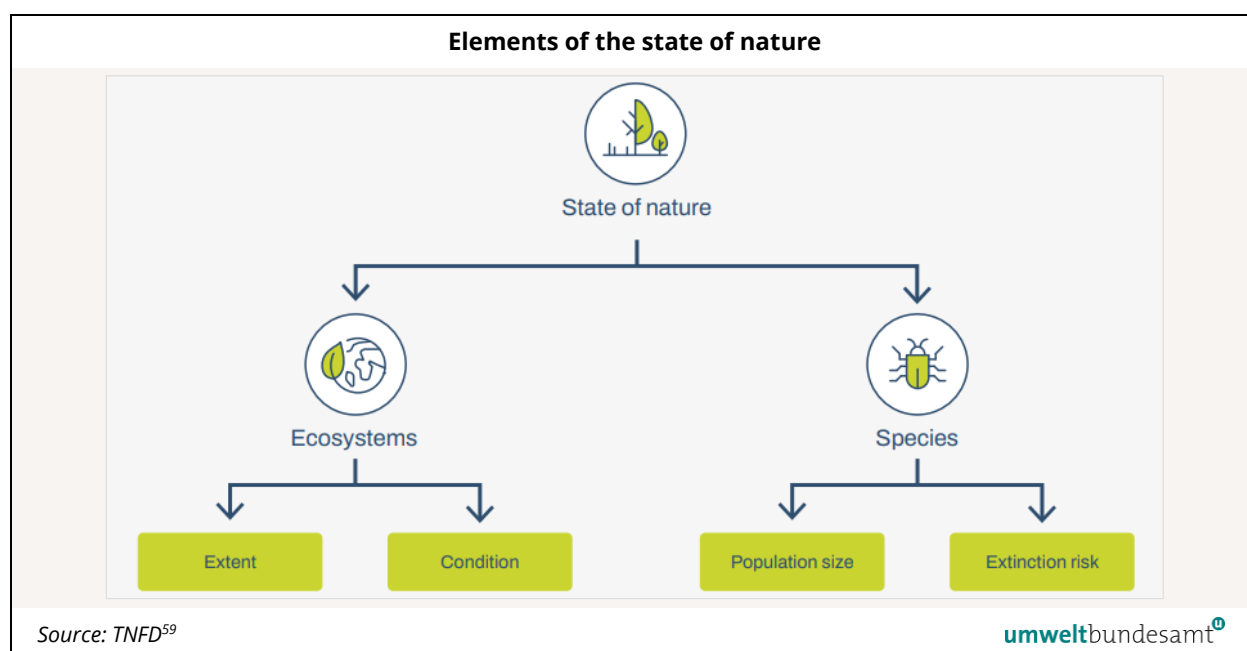 Elements of the state of nature
State of nature
Ecosystems
Species
Extent
Condition
Population size
Extinction risk
Source: TNFD59
umweltbundesamt u